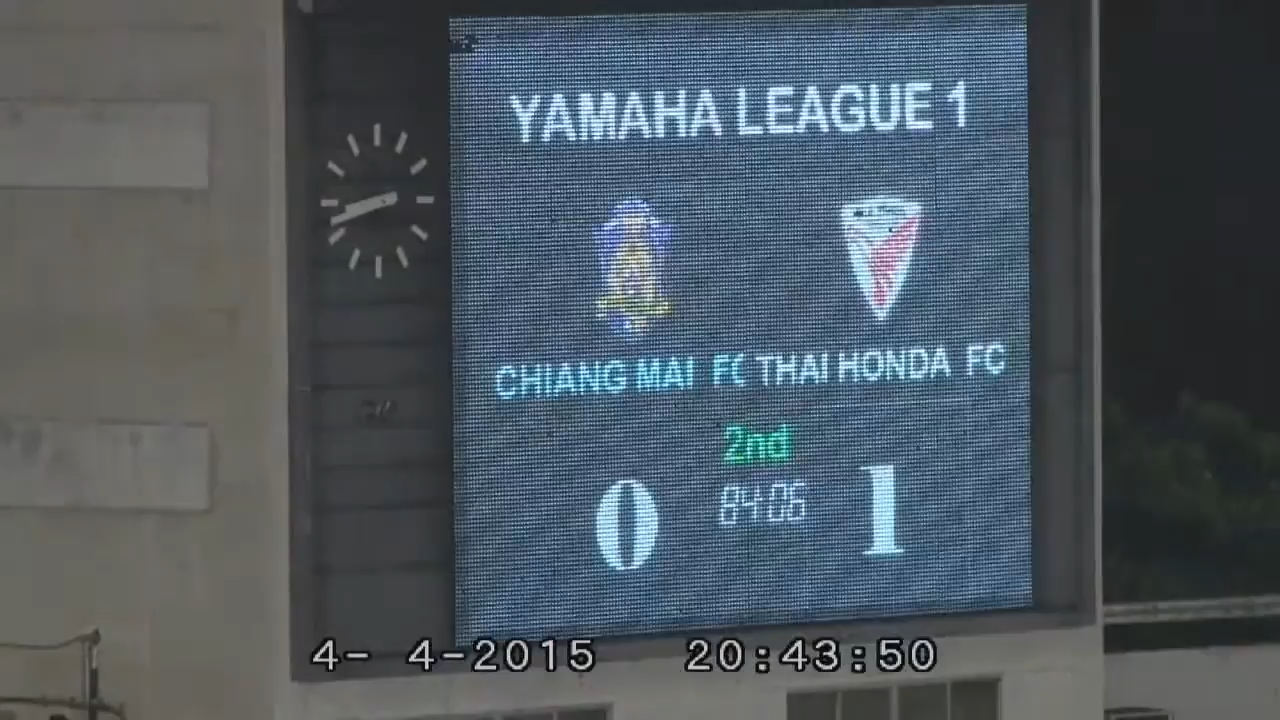 YAMAHA LEAGUE 1
CHIANG MAI FC THAI HONDA FC
2nd
0 84:06 1
4- 4-2015 20:43:50